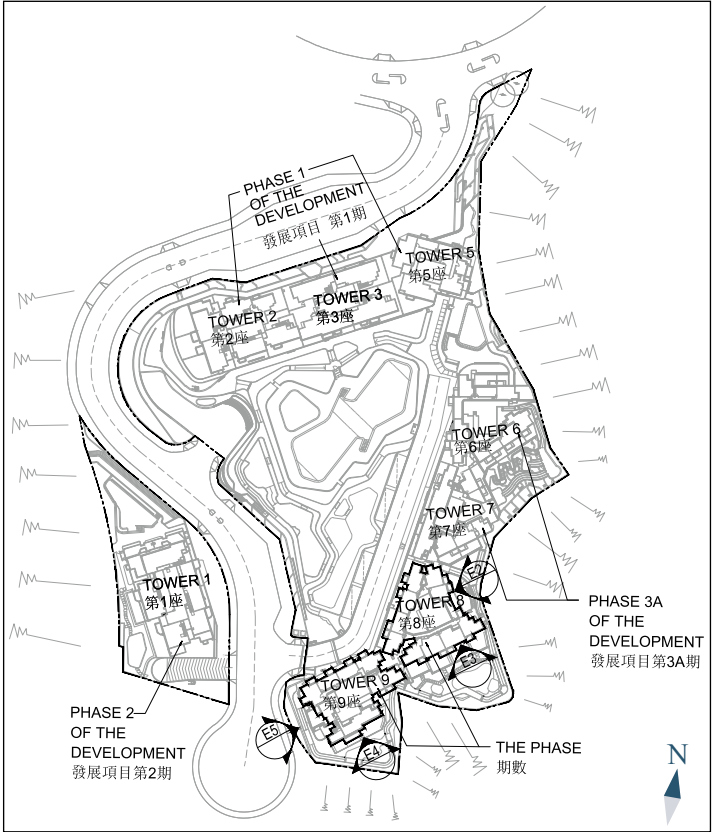 PHASE 1
OF THE
DEVELOPMENT
發展項目 第1期
TOWER 5
第5座
TOWER 2
第2座
TOWER 3
第3座
TOWER 6
第6座
TOWER 7
第7座
TOWER 1
第1座
TOWER 8
第8座
E2
PHASE 3A
OF THE
DEVELOPMENT
發展項目第3A期
E3
TOWER 9
第9座
PHASE 2
OF THE
DEVELOPMENT
發展項目第2期
E5
E4
THE PHASE
期數
N